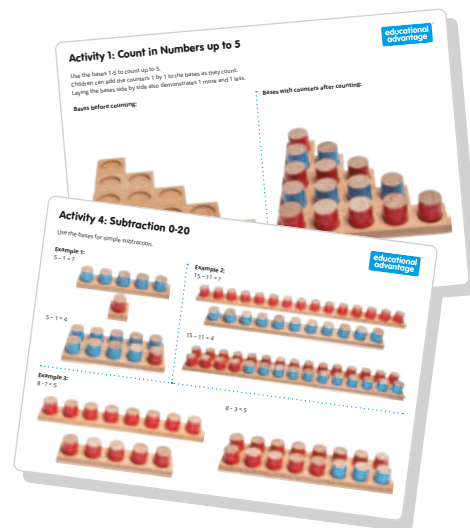 Activity 1: Count in Numbers up to 5
educational
advantage
Use the bases 1-5 to count up to 5.
Children can add the counters 1 by 1 to the bases as they count.
Laying the bases side by side also demonstrates 1 more and 1 less.
Bases before counting:
Bases with counters after counting:
Activity 4: Subtraction 0-20
educational
advantage
Use the bases for simple subtraction.
Example 1:
5 - 1 = ?
5 - 1 = 4
Example 2:
15 - 11 = ?
15 - 11 = 4
Example 3:
8 - ? = 5
8 - 3 = 5